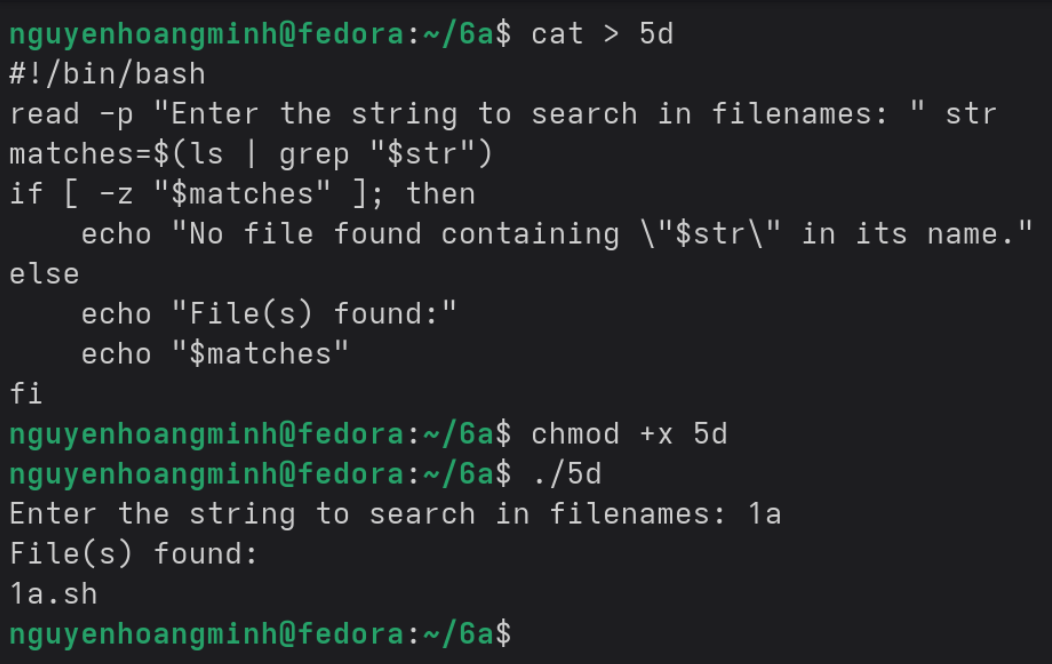 nguyenhoangminh@fedora:~/6a$ cat > 5d
#!/bin/bash
read -p "Enter the string to search in filenames: " str
matches=$(ls | grep "$str")
if [ -z "$matches" ]; then
    echo "No file found containing \"$str\" in its name."
else
    echo "File(s) found:"
    echo "$matches"
fi
nguyenhoangminh@fedora:~/6a$ chmod +x 5d
nguyenhoangminh@fedora:~/6a$ ./5d
Enter the string to search in filenames: 1a
File(s) found:
1a.sh
nguyenhoangminh@fedora:~/6a$